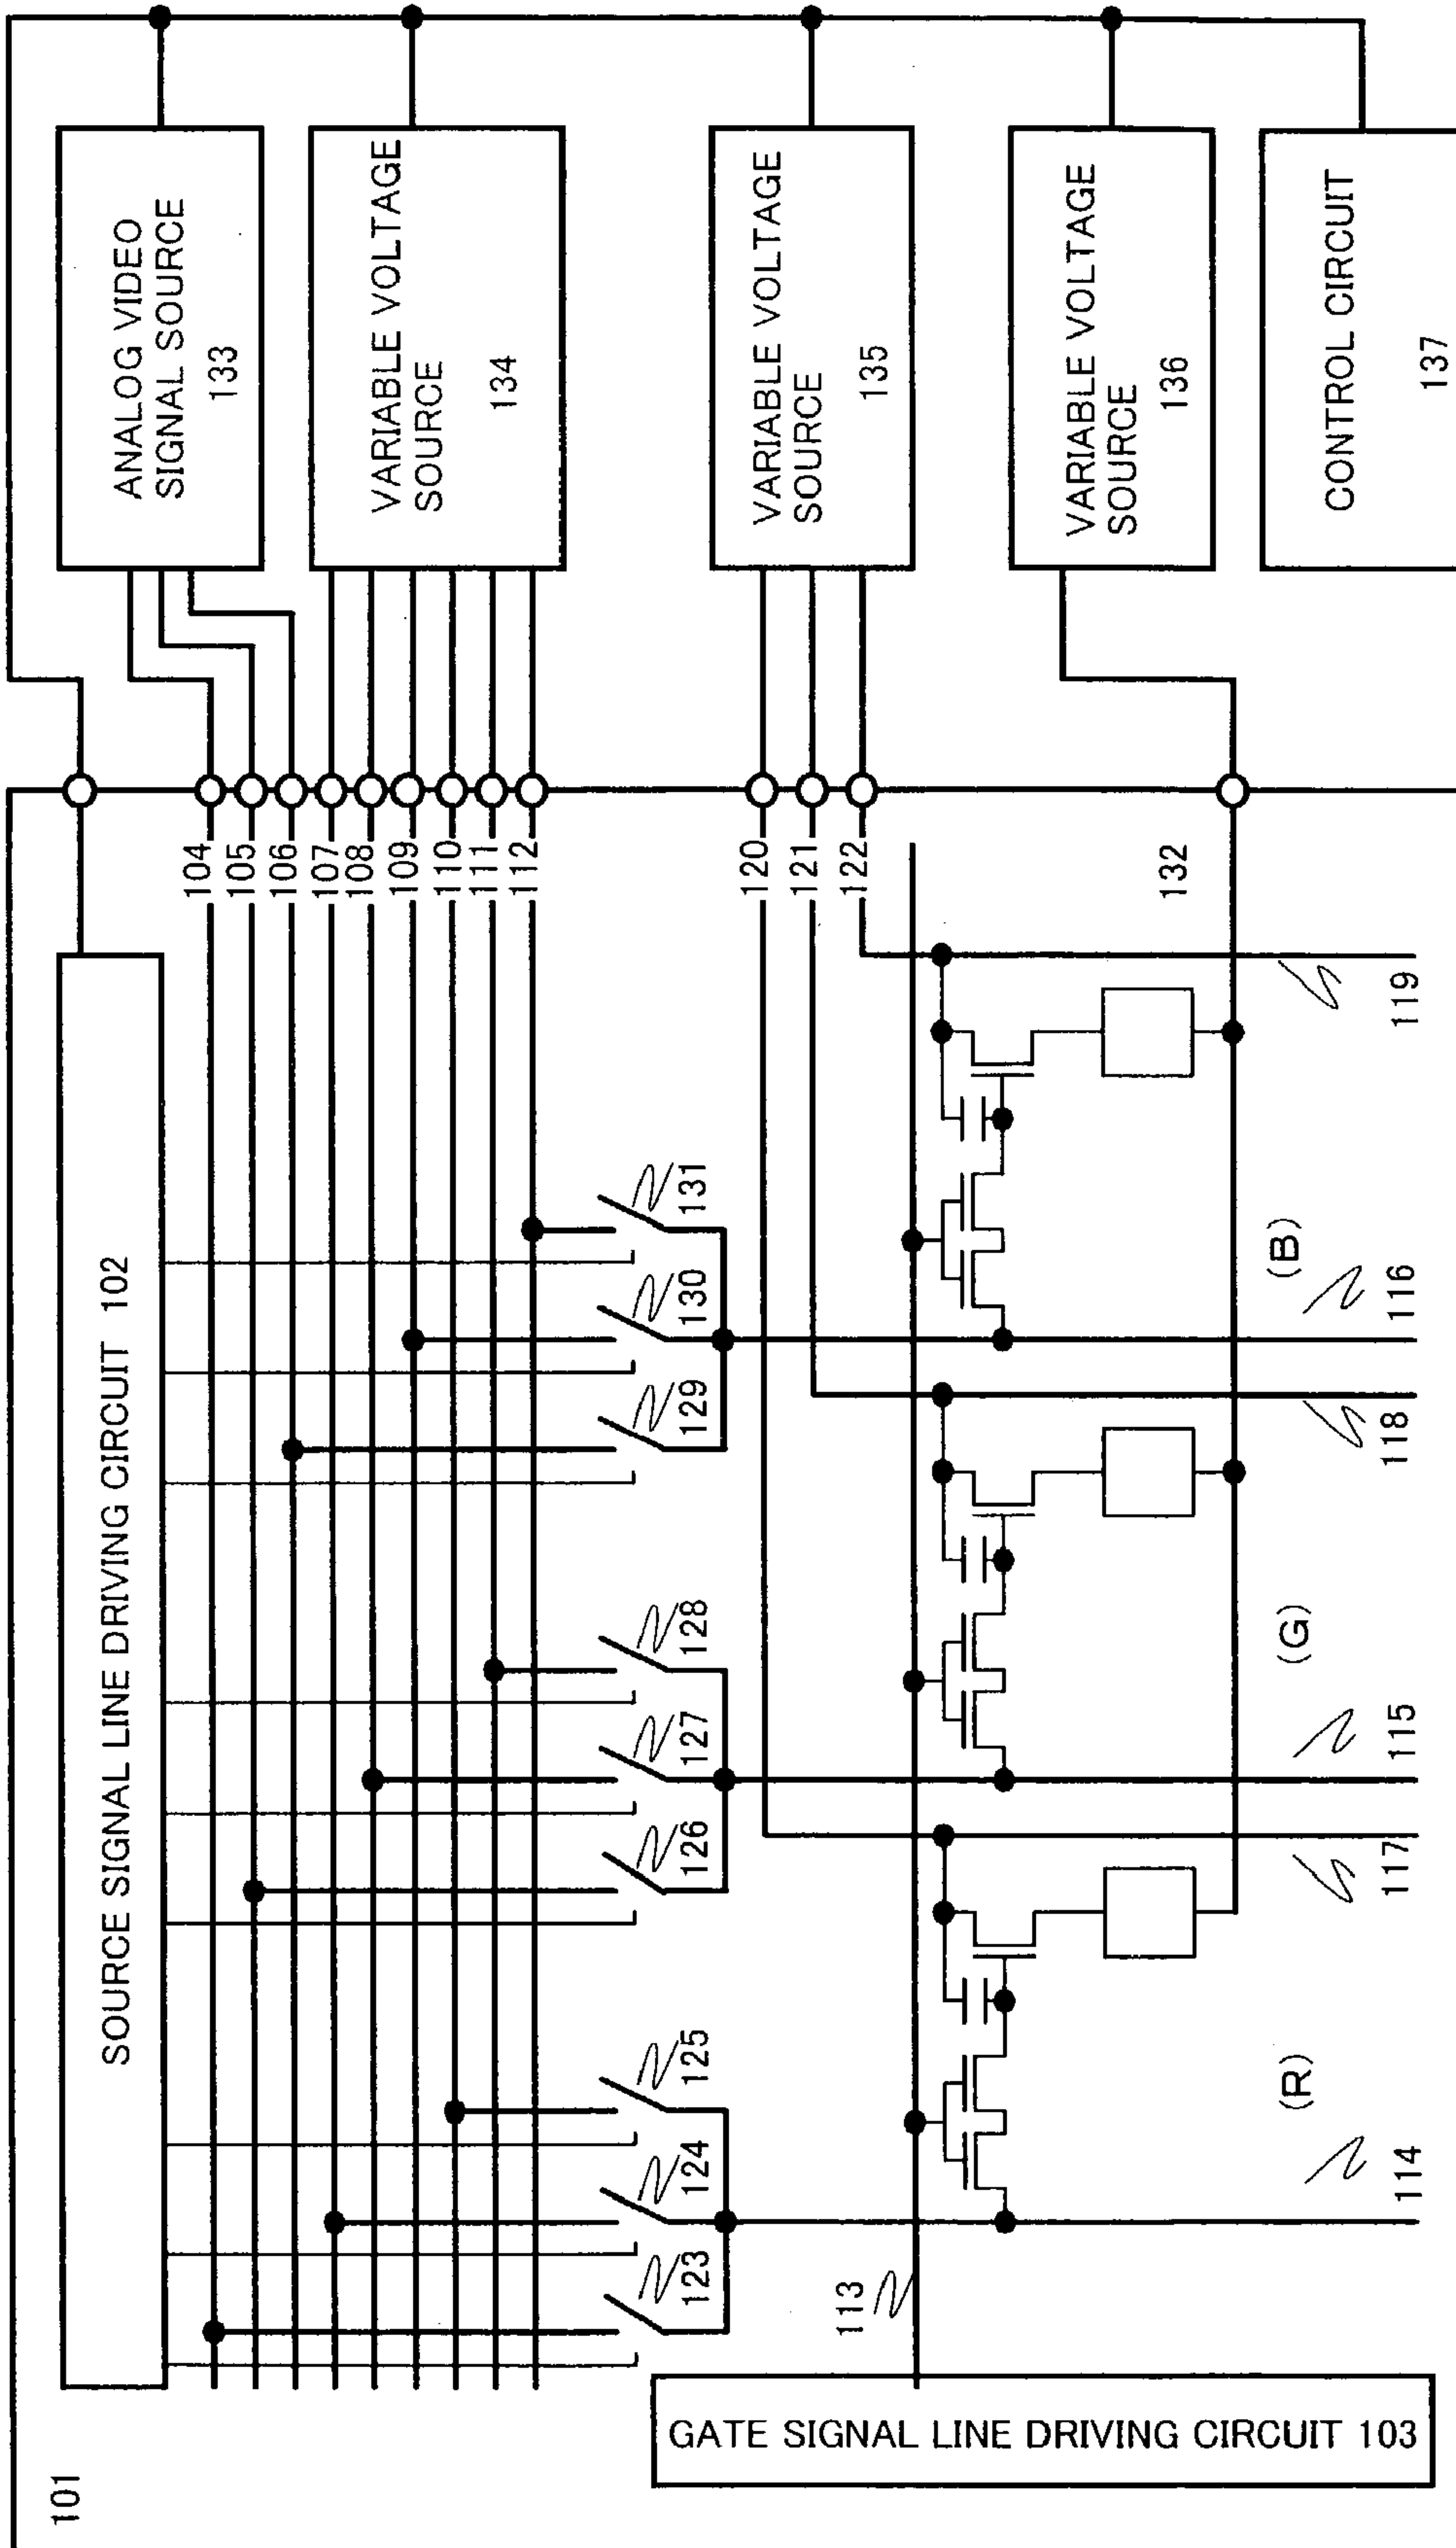 101
SOURCE SIGNAL LINE DRIVING CIRCUIT 102
GATE SIGNAL LINE DRIVING CIRCUIT 103
104
105
106
107
108
109
110
111
112
ANALOG VIDEO
SIGNAL SOURCE
133
VARIABLE VOLTAGE
SOURCE
134
123
124
125
126
127
128
129
130
131
120
121
122
VARIABLE VOLTAGE
SOURCE
135
113
132
VARIABLE VOLTAGE
SOURCE
136
(R)
(G)
(B)
114
117
115
118
116
119
CONTROL CIRCUIT
137